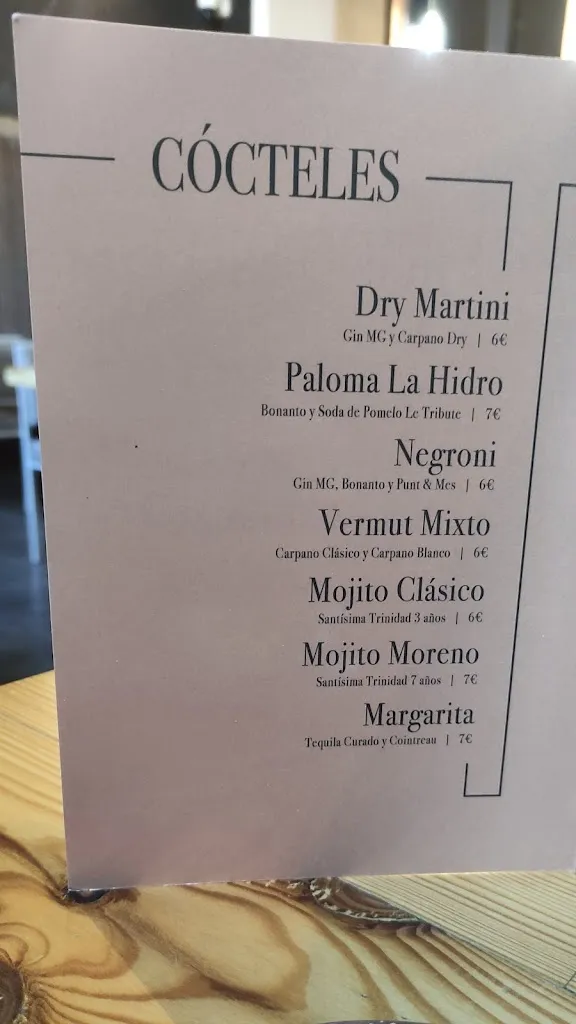 CÓCTELES
Dry Martini
Gin MG y Carpano Dry | 6€
Paloma La Hidro
Bonanto y Soda de Pomelo Le Tribute | 7€
Negroni
Gin MG, Bonanto y Punt & Mes | 6€
Vermut Mixto
Carpano Clásico y Carpano Blanco | 6€
Mojito Clásico
Santísima Trinidad 3 años | 6€
Mojito Moreno
Santísima Trinidad 7 años | 7€
Margarita
Tequila Curado y Cointreau | 7€